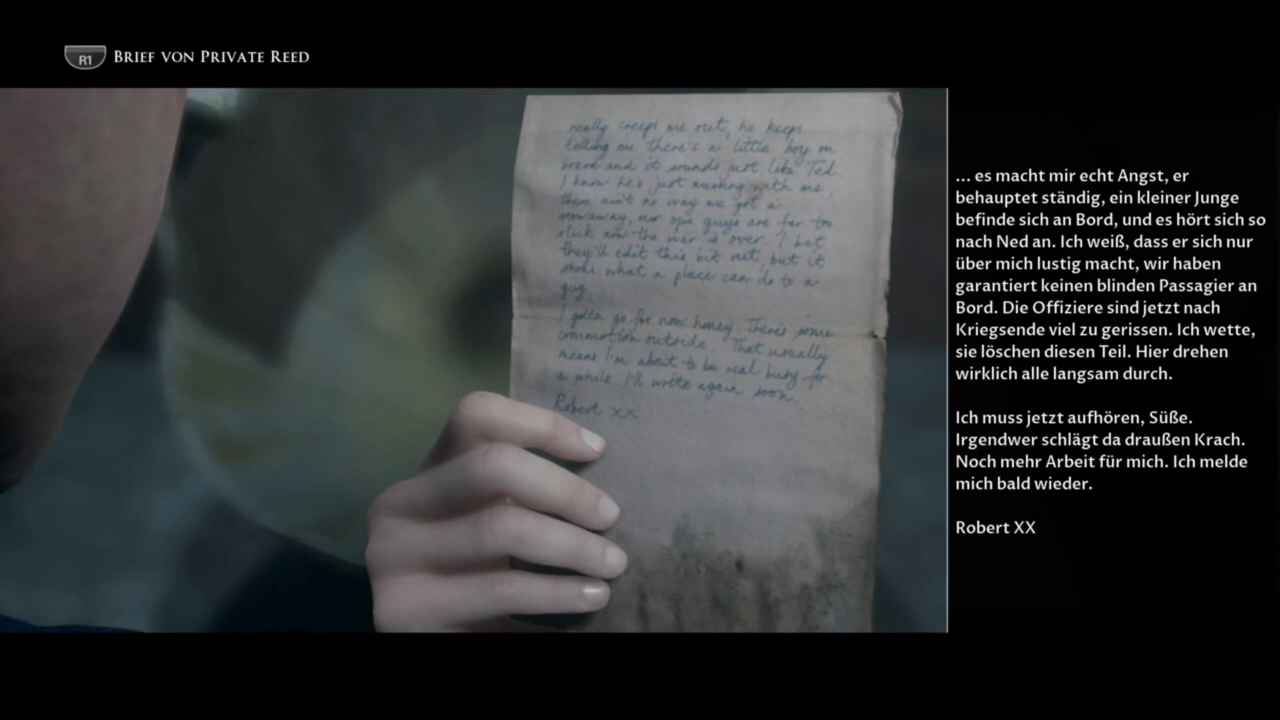 R1 BRIEF VON PRIVATE REED
really creeps me out, he keeps
telling me there's a little boy on
board and it sounds just like Ted.
I know he's just messing with me,
there ain't no way we got a
stowaway, our ops guys are far too
slick now the war is over. I bet
they'll edit this bit out, but it
shows what a place can do to a
guy.
I gotta go for now honey. There's some
commotion outside. That usually
means I'm about to be real busy for
a while. I'll write again soon.
Robert xx
... es macht mir echt Angst, er
behauptet ständig, ein kleiner Junge
befinde sich an Bord, und es hört sich so
nach Ned an. Ich weiß, dass er sich nur
über mich lustig macht, wir haben
garantiert keinen blinden Passagier an
Bord. Die Offiziere sind jetzt nach
Kriegsende viel zu gerissen. Ich wette,
sie löschen diesen Teil. Hier drehen
wirklich alle langsam durch.
Ich muss jetzt aufhören, Süße.
Irgendwer schlägt da draußen Krach.
Noch mehr Arbeit für mich. Ich melde
mich bald wieder.
Robert XX